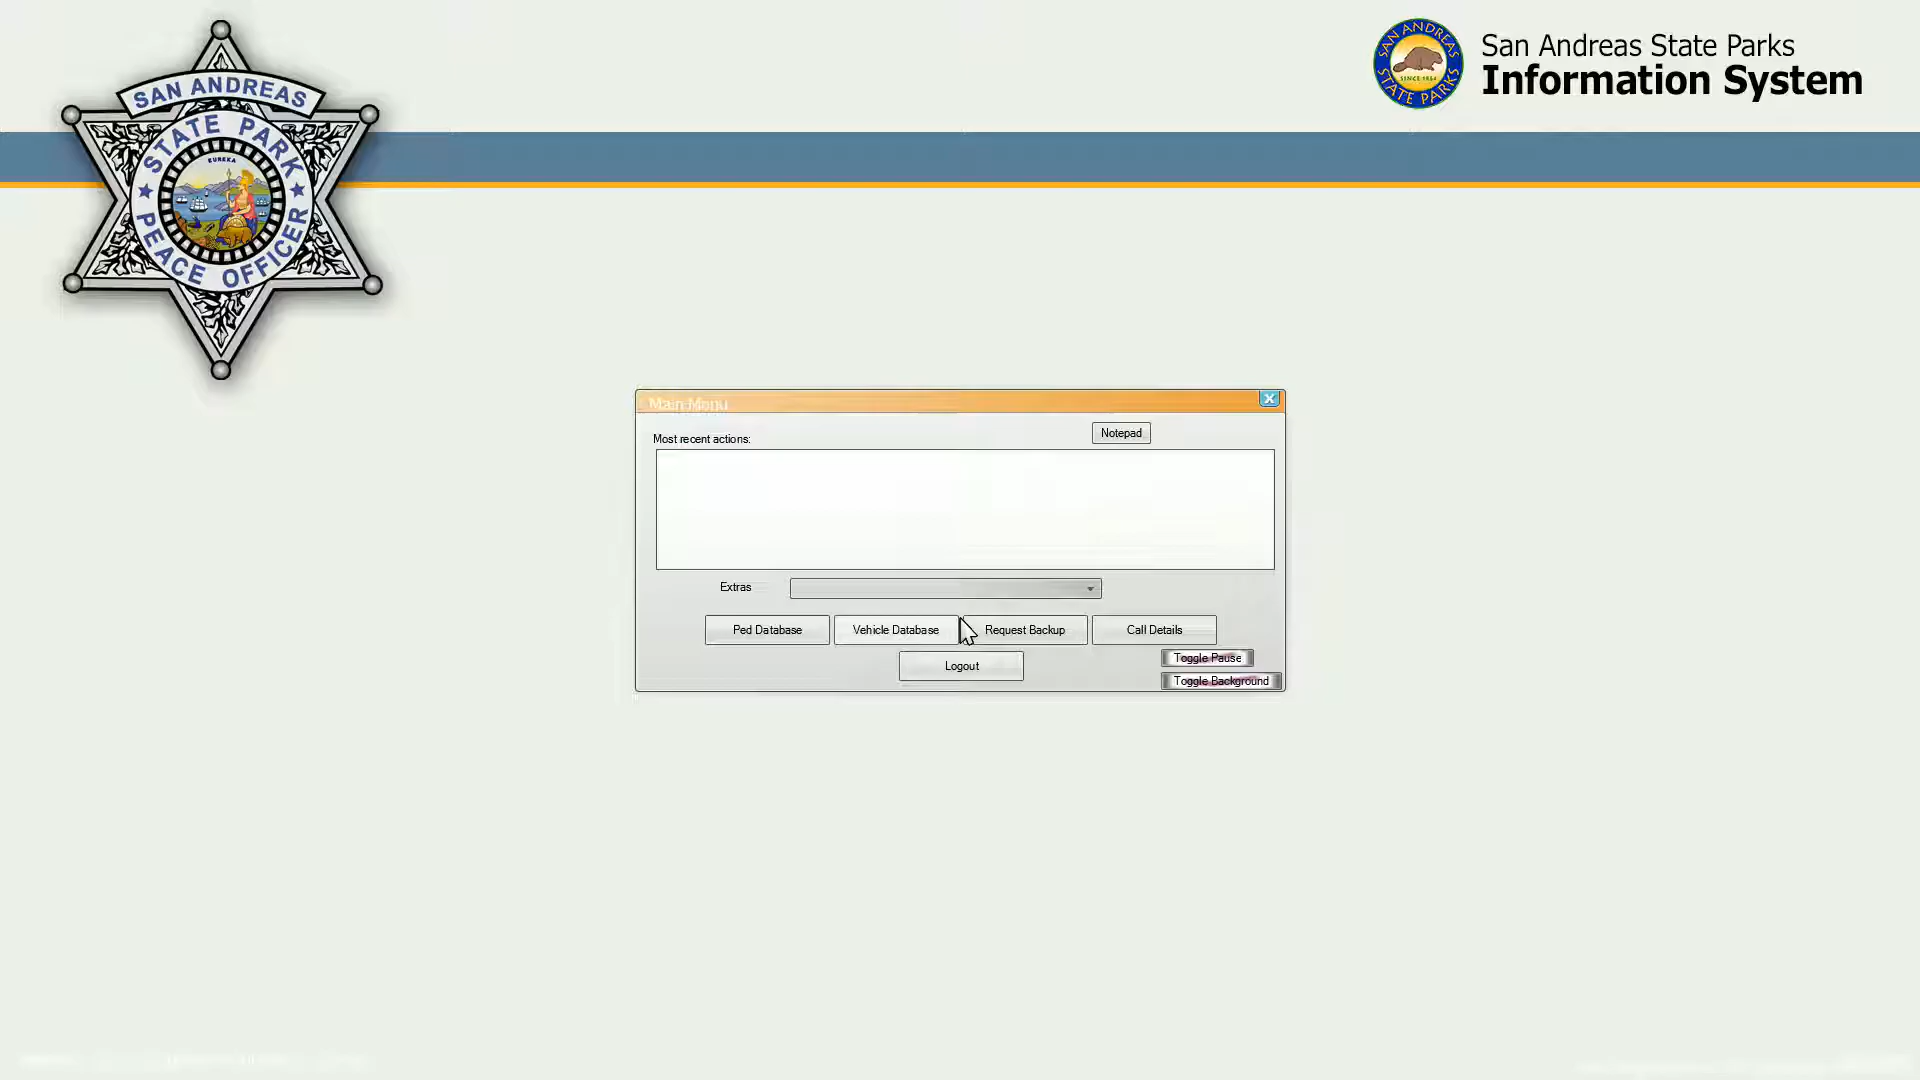 SAN ANDREAS
STATE PARK
EUREKA
PEACE OFFICER
SAN ANDREAS
SINCE 1854
STATE PARKS
San Andreas State Parks
Information System
Main Menu
Notepad
Most recent actions:
Extras
Ped Database Vehicle Database Request Backup Call Details
Logout
Toggle Pause
Toggle Background